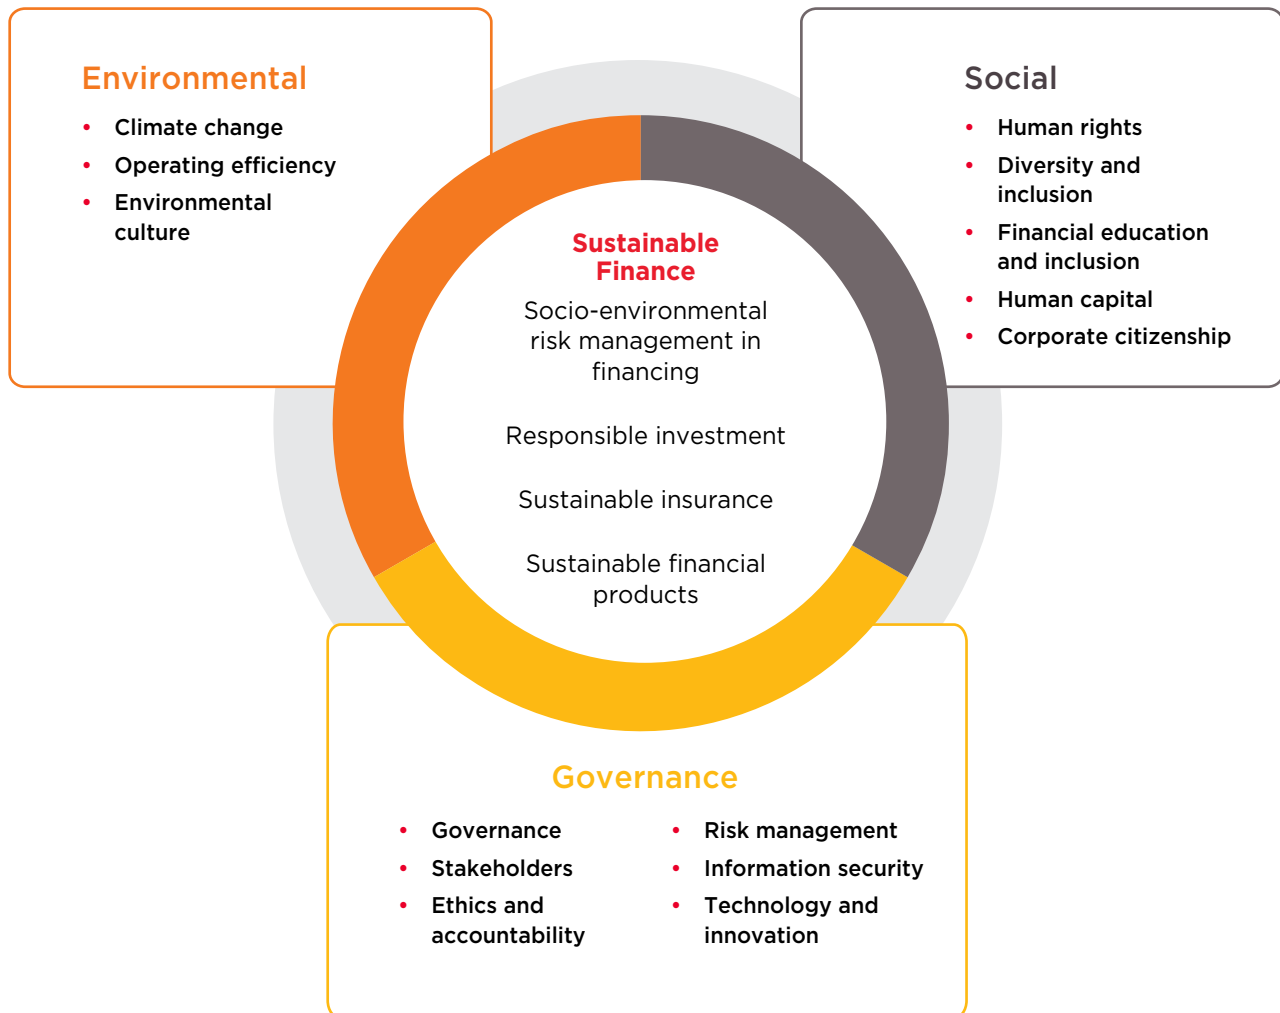 Environmental
• Climate change
• Operating efficiency
• Environmental
culture
Social
• Human rights
• Diversity and
inclusion
• Financial education
and inclusion
• Human capital
• Corporate citizenship
Sustainable
Finance
Socio-environmental
risk management in
financing
Responsible investment
Sustainable insurance
Sustainable financial
products
Governance
• Governance
• Stakeholders
• Ethics and
accountability
• Risk management
• Information security
• Technology and
innovation